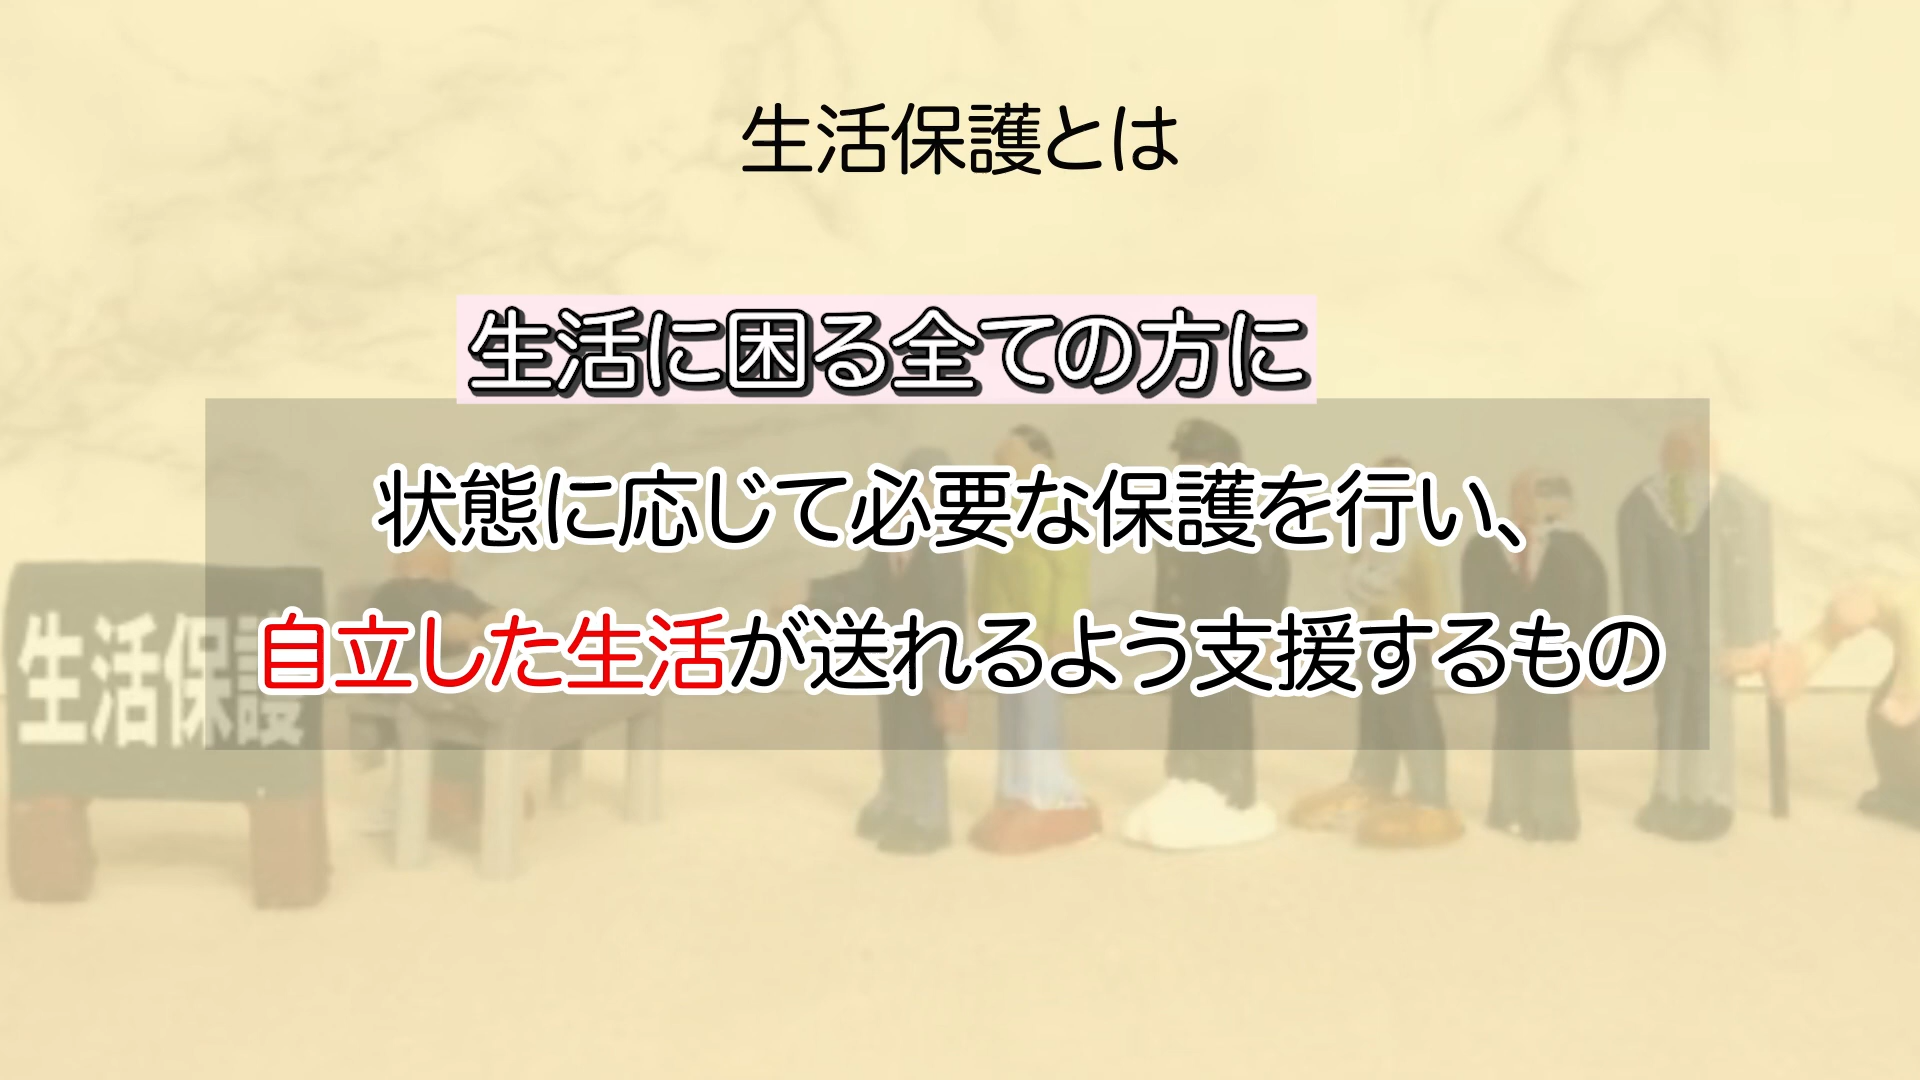 生活保護とは
生活に困る全ての方に
状態に応じて必要な保護を行い、
自立した生活が送れるよう支援するもの
生活保護